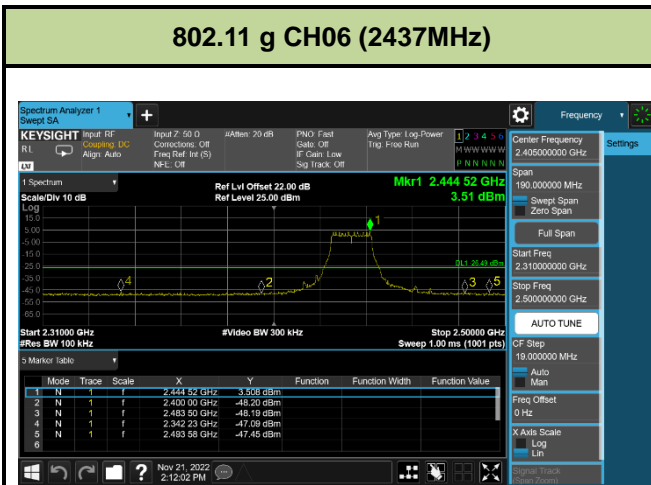 802.11 g CH06 (2437MHz)
Spectrum Analyzer 1
Swept SA
+
Frequency
KEYSIGHT
RL
LXI
Input: RF
Coupling: DC
Align: Auto
Input Z: 50 Ω
Corrections: Off
Freq Ref: Int (S)
NFE: Off
#Atten: 20 dB
PNO: Fast
Gate: Off
IF Gain: Low
Sig Track: Off
Avg Type: Log-Power
Trig: Free Run
1 2 3 4 5 6
M W W W W W
P N N N N N
Settings
Center Frequency
2.405000000 GHz
Span
190.000000 MHz
Swept Span
Zero Span
Full Span
Start Freq
2.310000000 GHz
Stop Freq
2.500000000 GHz
AUTO TUNE
CF Step
19.000000 MHz
Auto
Man
Freq Offset
0 Hz
X Axis Scale
Log
Lin
Signal Track
(Span Zoom)
1 Spectrum
Scale/Div 10 dB
Ref Lvl Offset 22.00 dB
Ref Level 25.00 dBm
Mkr1 2.444 52 GHz
3.51 dBm
Log
15.0
5.00
-5.00
-15.0
-25.0
-35.0
-45.0
-55.0
-65.0
1
DL1 -26.49 dBm
4
2
3
5
Start 2.31000 GHz
#Res BW 100 kHz
#Video BW 300 kHz
Stop 2.50000 GHz
Sweep 1.00 ms (1001 pts)
5 Marker Table
Mode Trace Scale X Y Function Function Width Function Value
1 N 1 f 2.444 52 GHz 3.508 dBm
2 N 1 f 2.400 00 GHz -48.20 dBm
3 N 1 f 2.483 50 GHz -48.19 dBm
4 N 1 f 2.342 23 GHz -47.09 dBm
5 N 1 f 2.493 58 GHz -47.45 dBm
6
?
Nov 21, 2022
2:12:02 PM